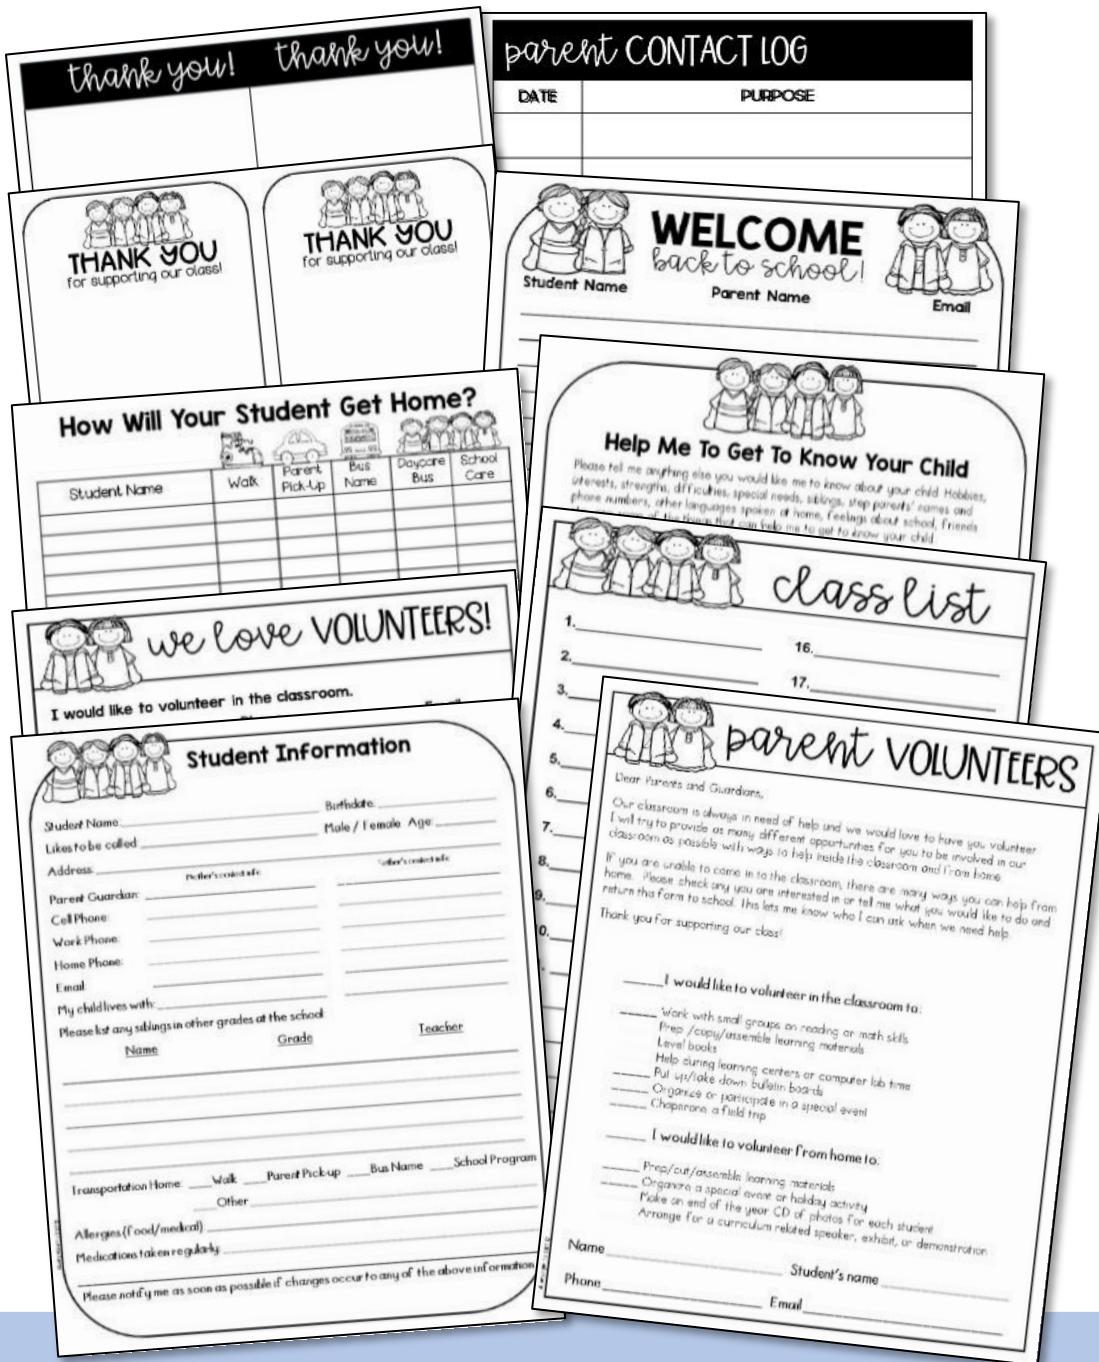 thank you! thank you!
parent CONTACT LOG
DATE PURPOSE
THANK YOU
for supporting our class!
THANK YOU
for supporting our class!
WELCOME
back to school!
Student Name Parent Name Email
How Will Your Student Get Home?
Student Name Walk Parent Pick-Up Bus Name Daycare Bus School Care
Help Me To Get To Know Your Child
Please tell me anything else you would like me to know about your child. Hobbies,
interests, strengths, difficulties, special needs, siblings, step parents' names and
phone numbers, other languages spoken at home, feelings about school, friends
of the things that can help me to get to know your child
we love VOLUNTEERS!
I would like to volunteer in the classroom.
class list
1. 16.
2. 17.
3.
4.
5.
6.
7.
8.
9.
0.
Student Information
Student Name: Birthdate:
Likes to be called Male / Female Age:
Address:
Parent Guardian:
Cell Phone:
Work Phone:
Home Phone:
Email:
My child lives with:
Please list any siblings in other grades at the school
Name Grade Teacher
Transportation Home: Walk Parent Pick-up Bus Name School Program
Other
Allergies (food/medical)
Medications taken regularly:
Please notify me as soon as possible if changes occur to any of the above information
parent VOLUNTEERS
Dear Parents and Guardians,
Our classroom is always in need of help and we would love to have you volunteer
I will try to provide as many different opportunities for you to be involved in our
classroom as possible with ways to help inside the classroom and from home.
If you are unable to come in to the classroom, there are many ways you can help from
home. Please check any you are interested in or tell me what you would like to do and
return this form to school. This lets me know who I can ask when we need help.
Thank you for supporting our class!
I would like to volunteer in the classroom to:
Work with small groups on reading or math skills
Prep /copy/assemble learning materials
Level books
Help during learning centers or computer lab time
Put up/take down bulletin boards
Organize or participate in a special event
Chaperone a field trip
I would like to volunteer from home to:
Prep/cut/assemble learning materials
Organize a special event or holiday activity
Make an end of the year CD of photos for each student
Arrange for a curriculum related speaker, exhibit, or demonstration
Name Student's name
Phone Email